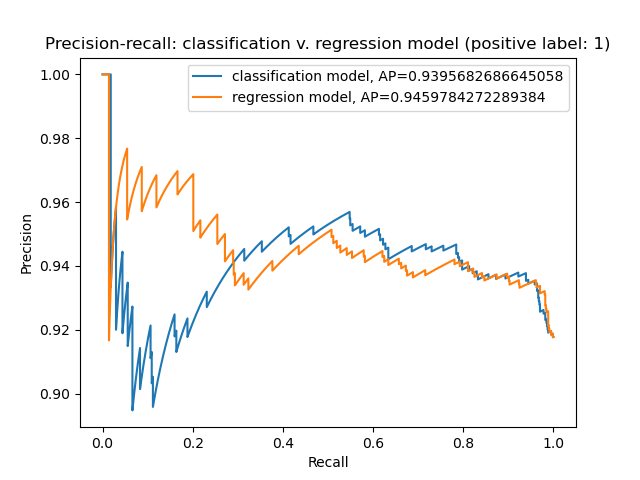 Precision-recall: classification v. regression model (positive label: 1)
classification model, AP=0.9395682686645058
regression model, AP=0.9459784272289384
1.00
0.98
0.96
0.94
0.92
0.90
Precision
0.0 0.2 0.4 0.6 0.8 1.0
Recall